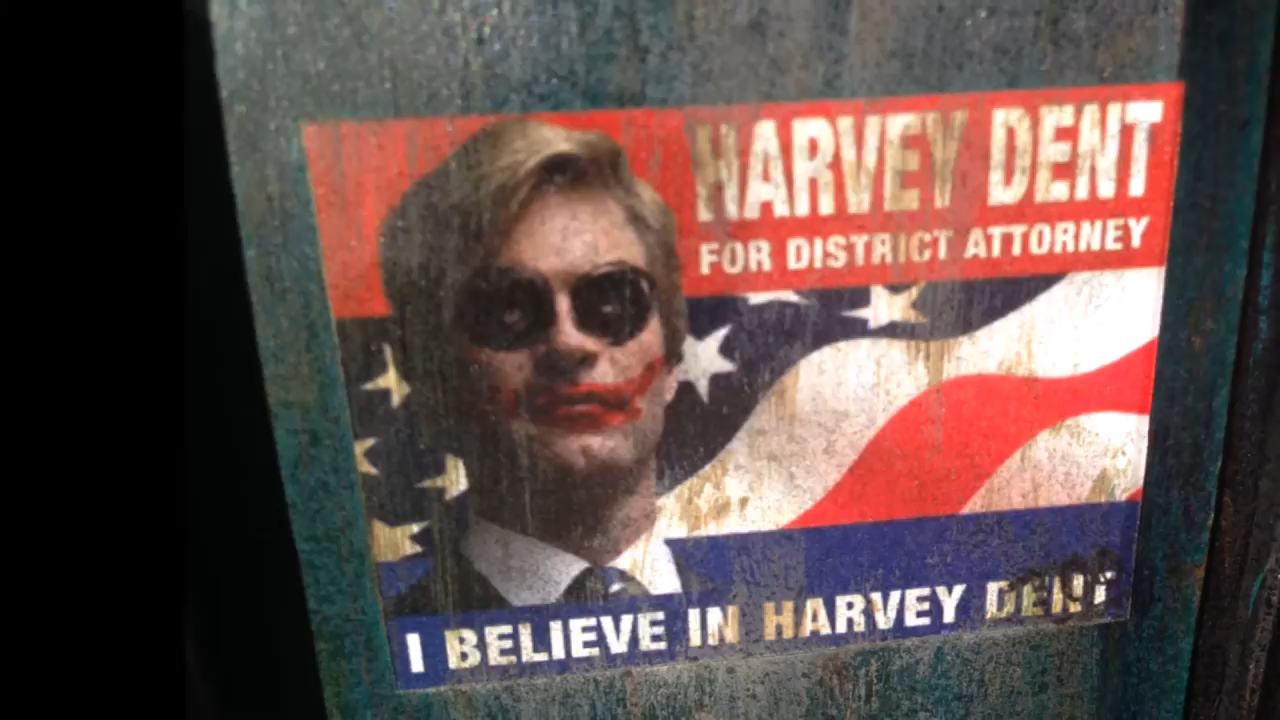 HARVEY DENT
FOR DISTRICT ATTORNEY
I BELIEVE IN HARVEY DENT